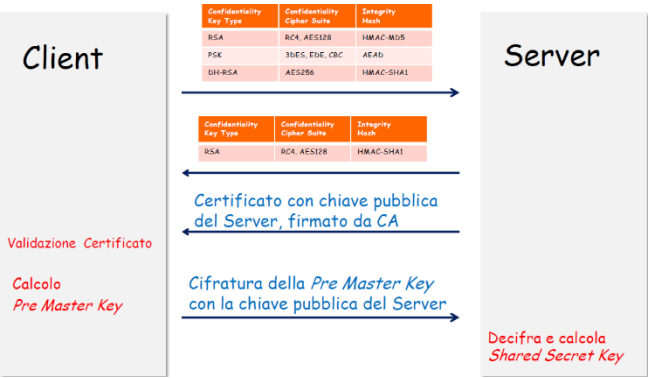 Client
Server
Confidentiality Key Type Confidentiality Cipher Suite Integrity Hash
RSA RC4, AES128 HMAC-MD5
PSK 3DES, EDE, CBC AEAD
DH-RSA AES256 HMAC-SHA1
Confidentiality Key Type Confidentiality Cipher Suite Integrity Hash
RSA RC4, AES128 HMAC-SHA1
Certificato con chiave pubblica
del Server, firmato da CA
Validazione Certificato
Calcolo
Pre Master Key
Cifratura della Pre Master Key
con la chiave pubblica del Server
Decifra e calcola
Shared Secret Key